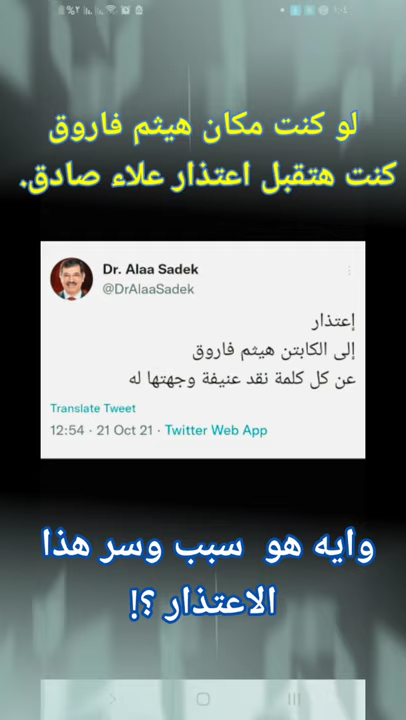 لو كنت مكان هيثم فاروق
كنت هتقبل اعتذار علاء صادق.
Dr. Alaa Sadek
@DrAlaaSadek
إعتذار
إلى الكابتن هيثم فاروق
عن كل كلمة نقد عنيفة وجهتها له
Translate Tweet
12:54 · 21 Oct 21 · Twitter Web App
وايه هو سبب وسر هذا
الاعتذار ؟!